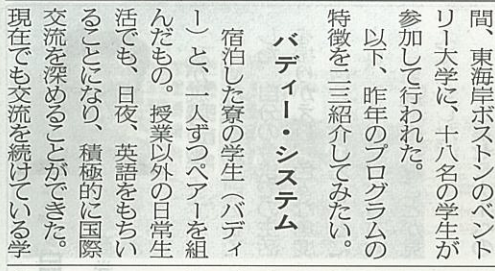 間、東海岸ボストンのベント
リー大学に、十八名の学生が
参加して行われた。
以下、昨年のプログラムの
特徴を二三紹介してみたい。
バディー・システム
宿泊した寮の学生（バディ
ー）と、一人ずつペアーを組
んだもの。授業以外の日常生
活でも、日夜、英語をもちい
ることになり、積極的に国際
交流を深めることができた。
現在でも交流を続けている学